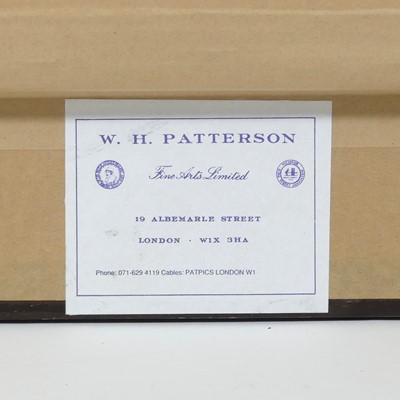 W. H. PATTERSON
Fine Arts Limited
19 ALBEMARLE STREET
LONDON · W1X 3HA
Phone: 071-629 4119 Cables: PATPICS LONDON W1